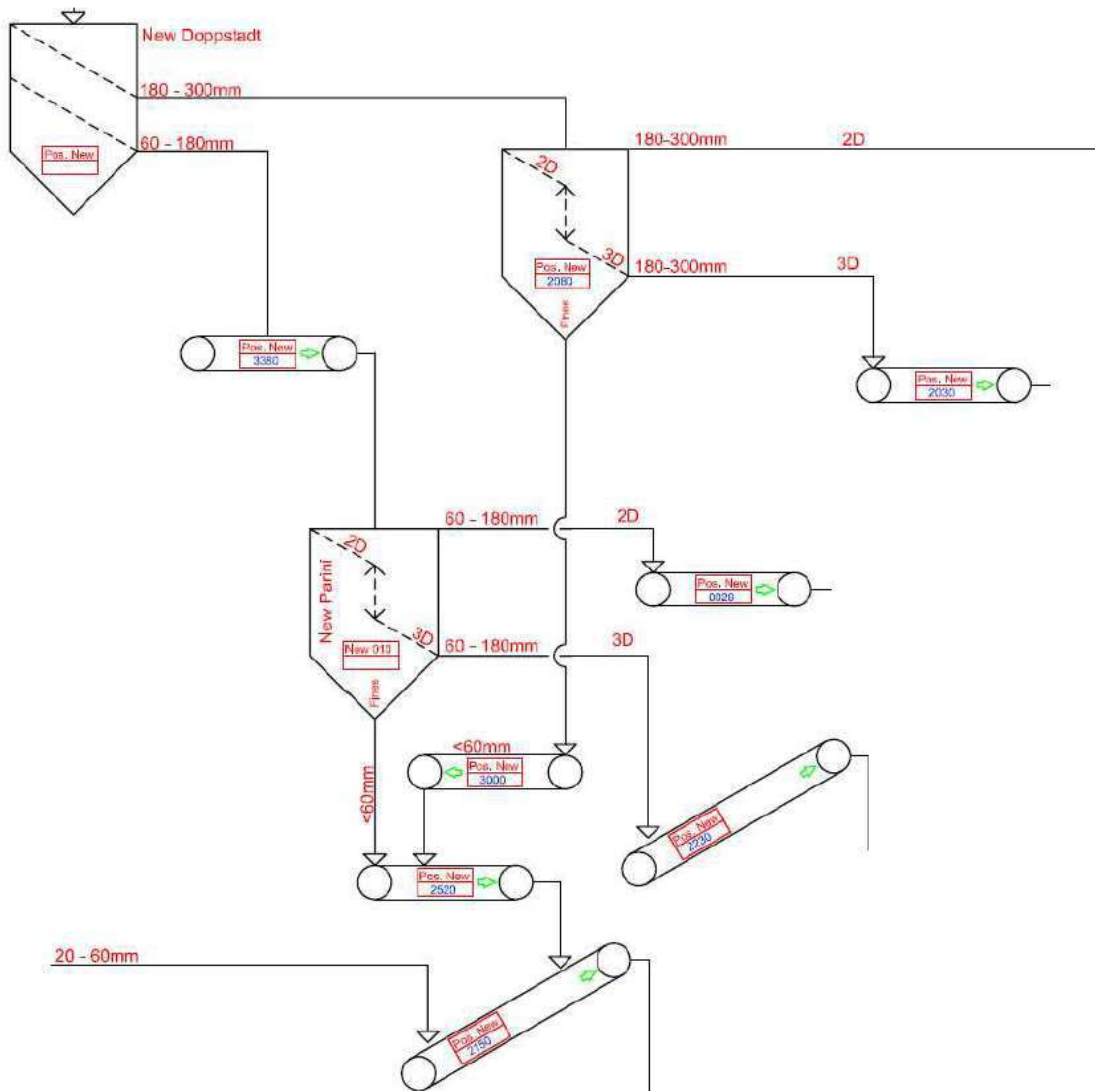 New Doppstadt
180 - 300mm
60 - 180mm
Pos. New
180-300mm
2D
2D
3D
Pos. New
2080
Fines
180-300mm
3D
Pos. New
3380
Pos. New
2030
60 - 180mm
2D
2D
New Parini
3D
New 010
Fines
Pos. New
0028
60 - 180mm
3D
<60mm
Pos. New
3000
<60mm
Pos. New
2230
Pos. New
2520
20 - 60mm
Pos. New
2150